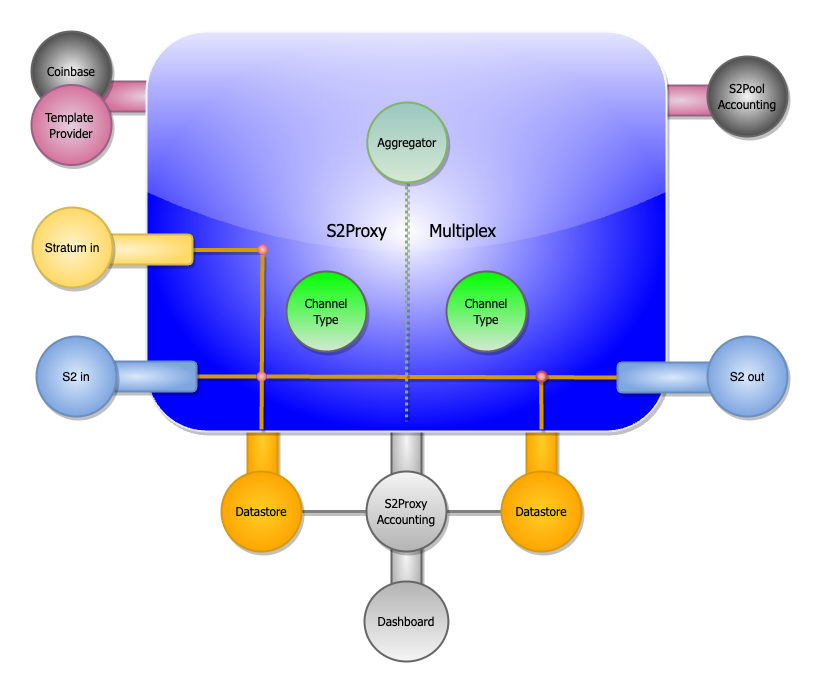 Coinbase
Template
Provider
S2Pool
Accounting
Aggregator
S2Proxy
Multiplex
Stratum in
Channel
Type
Channel
Type
S2 in
S2 out
Datastore
S2Proxy
Accounting
Datastore
Dashboard